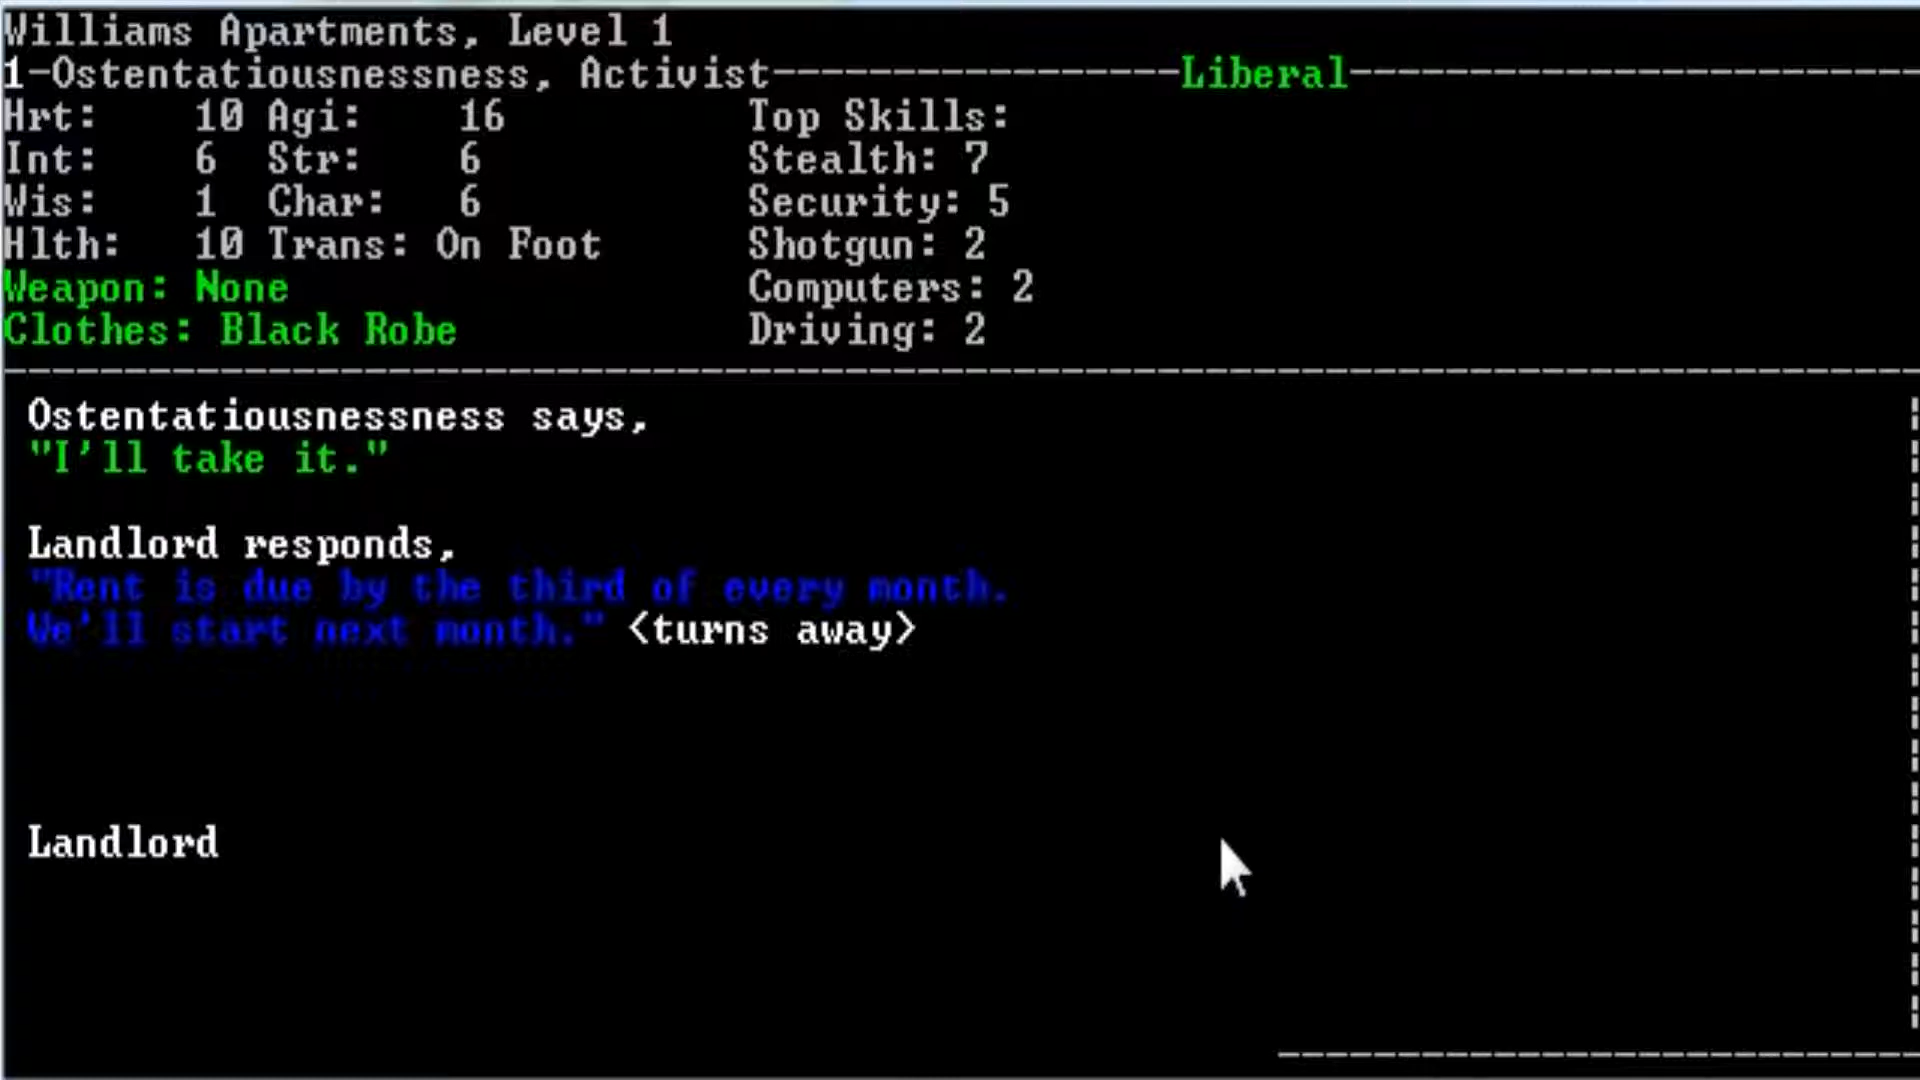 Williams Apartments, Level 1
1-Ostentatiousnessness, Activist-----------------Liberal------------------------
Hrt: 10 Agi: 16 Top Skills:
Int: 6 Str: 6 Stealth: 7
Wis: 1 Char: 6 Security: 5
Hlth: 10 Trans: On Foot Shotgun: 2
Weapon: None Computers: 2
Clothes: Black Robe Driving: 2
Ostentatiousnessness says,
"I'll take it."
Landlord responds,
"Rent is due by the third of every month.
We'll start next month." <turns away>
Landlord